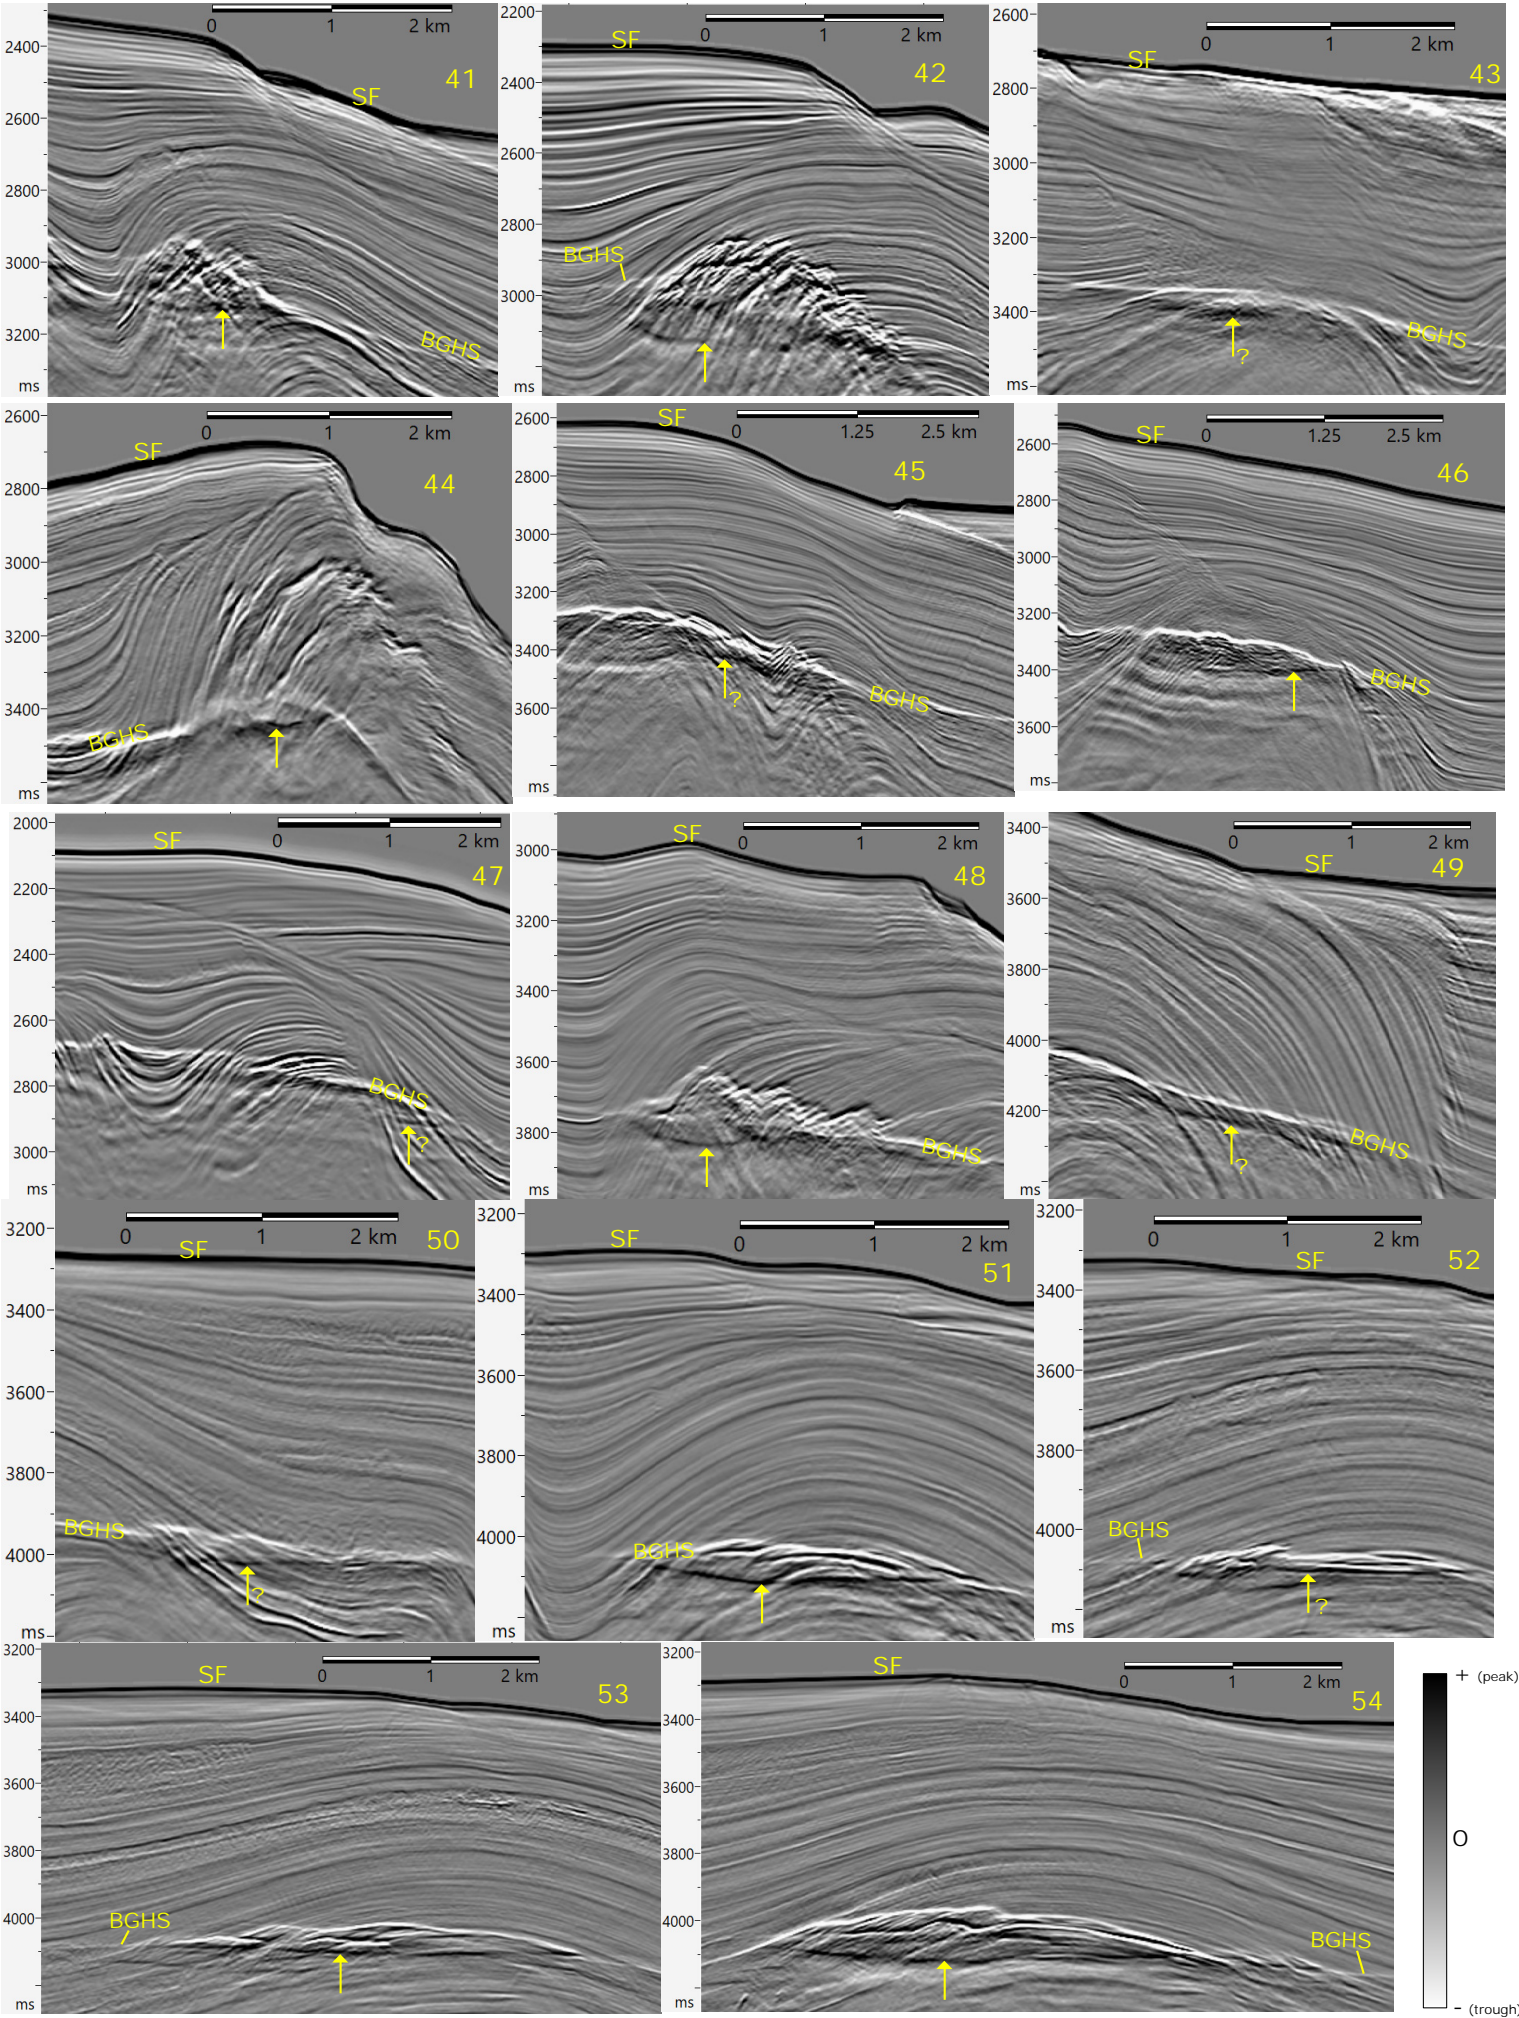 0 1 2 km
2400
SF
41
2600
2800
3000
3200
BGHS
ms
2200
SF
0 1 2 km
42
2400
2600
2800
BGHS
3000
ms
2600
SF
0 1 2 km
43
2800
3000
3200
3400
BGHS
?
ms
2600
0 1 2 km
SF
44
2800
3000
3200
3400
BGHS
ms
2600
SF
0 1.25 2.5 km
45
2800
3000
3200
3400
?
BGHS
3600
ms
2600
SF
0 1.25 2.5 km
46
2800
3000
3200
3400
BGHS
3600
ms
2000
SF
0 1 2 km
47
2200
2400
2600
2800
BGHS
?
3000
ms
3000
SF
0 1 2 km
48
3200
3400
3600
3800
BGHS
ms
3400
0 1 2 km
SF
49
3600
3800
4000
4200
BGHS
?
ms
3200
0 1 2 km
SF
50
3400
3600
3800
BGHS
4000
?
ms
3200
SF
0 1 2 km
51
3400
3600
3800
4000
BGHS
ms
3200
0 1 2 km
SF
52
3400
3600
3800
4000
BGHS
?
ms
3200
SF
0 1 2 km
53
3400
3600
3800
4000
BGHS
ms
3200
SF
0 1 2 km
54
3400
3600
3800
4000
BGHS
ms
+ (peak)
0
- (trough)